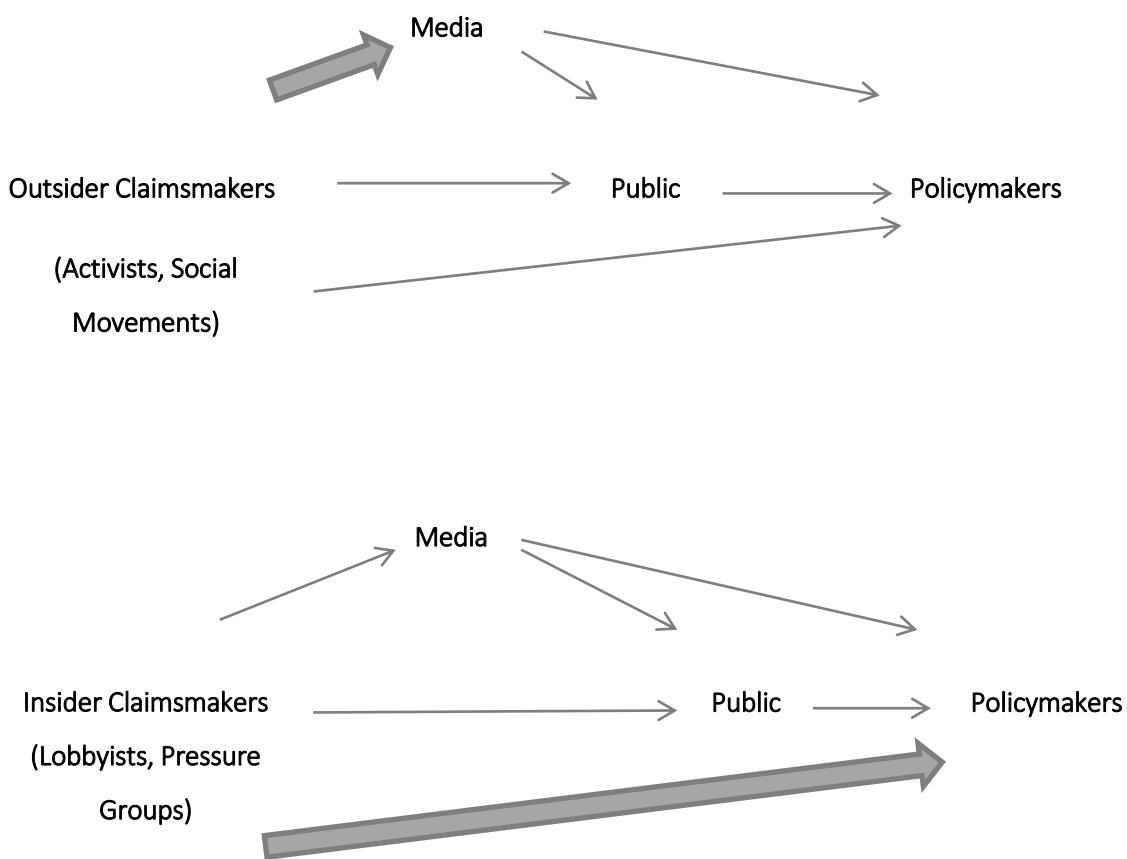 Media
Outsider Claimsmakers
Public
Policymakers
(Activists, Social
Movements)
Media
Insider Claimsmakers
Public
Policymakers
(Lobbyists, Pressure
Groups)